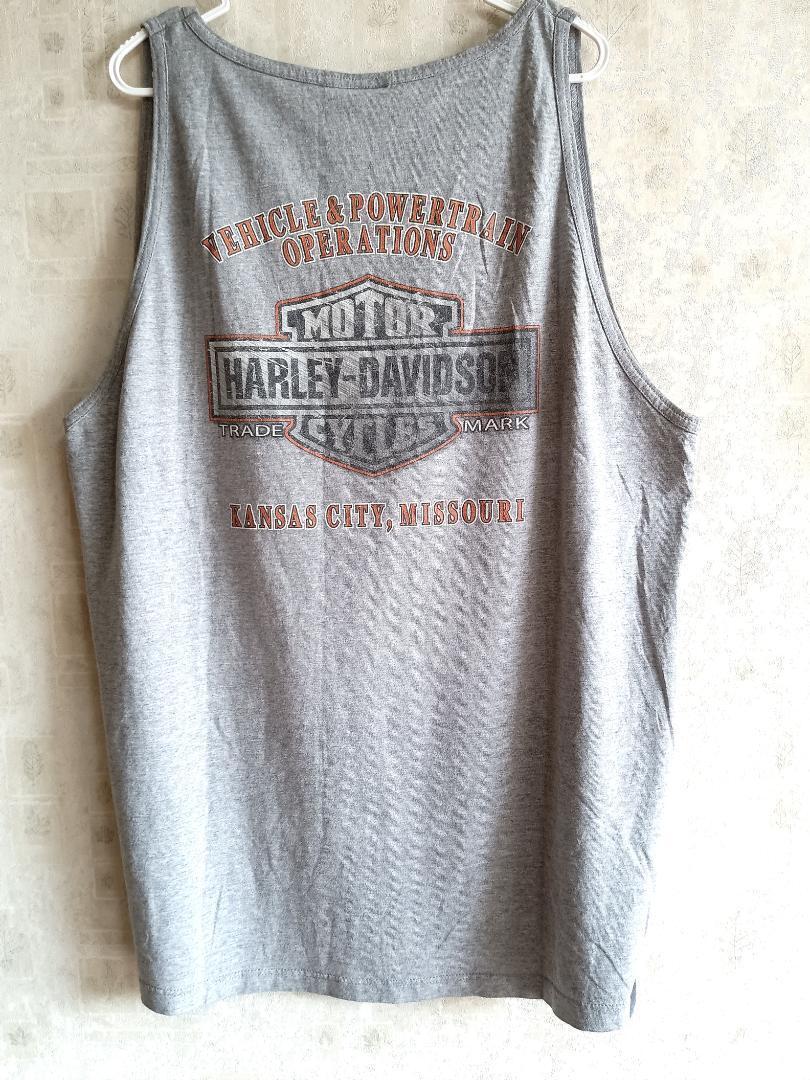 VEHICLE & POWERTRAIN
OPERATIONS
MOTOR
HARLEY-DAVIDSON
CYCLES
TRADE MARK
KANSAS CITY, MISSOURI